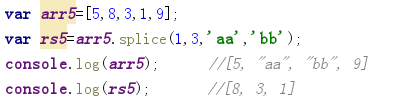 var arr5=[5,8,3,1,9];
var rs5=arr5.splice(1,3,'aa','bb');
console.log(arr5); //[5, "aa", "bb", 9]
console.log(rs5); //[8, 3, 1]